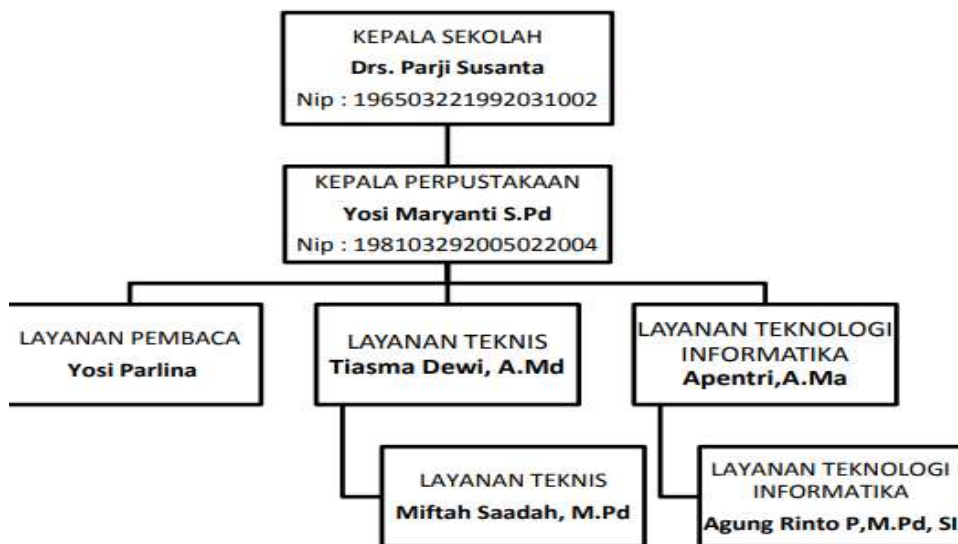 KEPALA SEKOLAH
Drs. Parji Susanta
Nip : 196503221992031002
KEPALA PERPUSTAKAAN
Yosi Maryanti S.Pd
Nip : 198103292005022004
LAYANAN PEMBACA
Yosi Parlina
LAYANAN TEKNIS
Tiasma Dewi, A.Md
LAYANAN TEKNOLOGI
INFORMATIKA
Apentri,A.Ma
LAYANAN TEKNIS
Miftah Saadah, M.Pd
LAYANAN TEKNOLOGI
INFORMATIKA
Agung Rinto P,M.Pd, SI